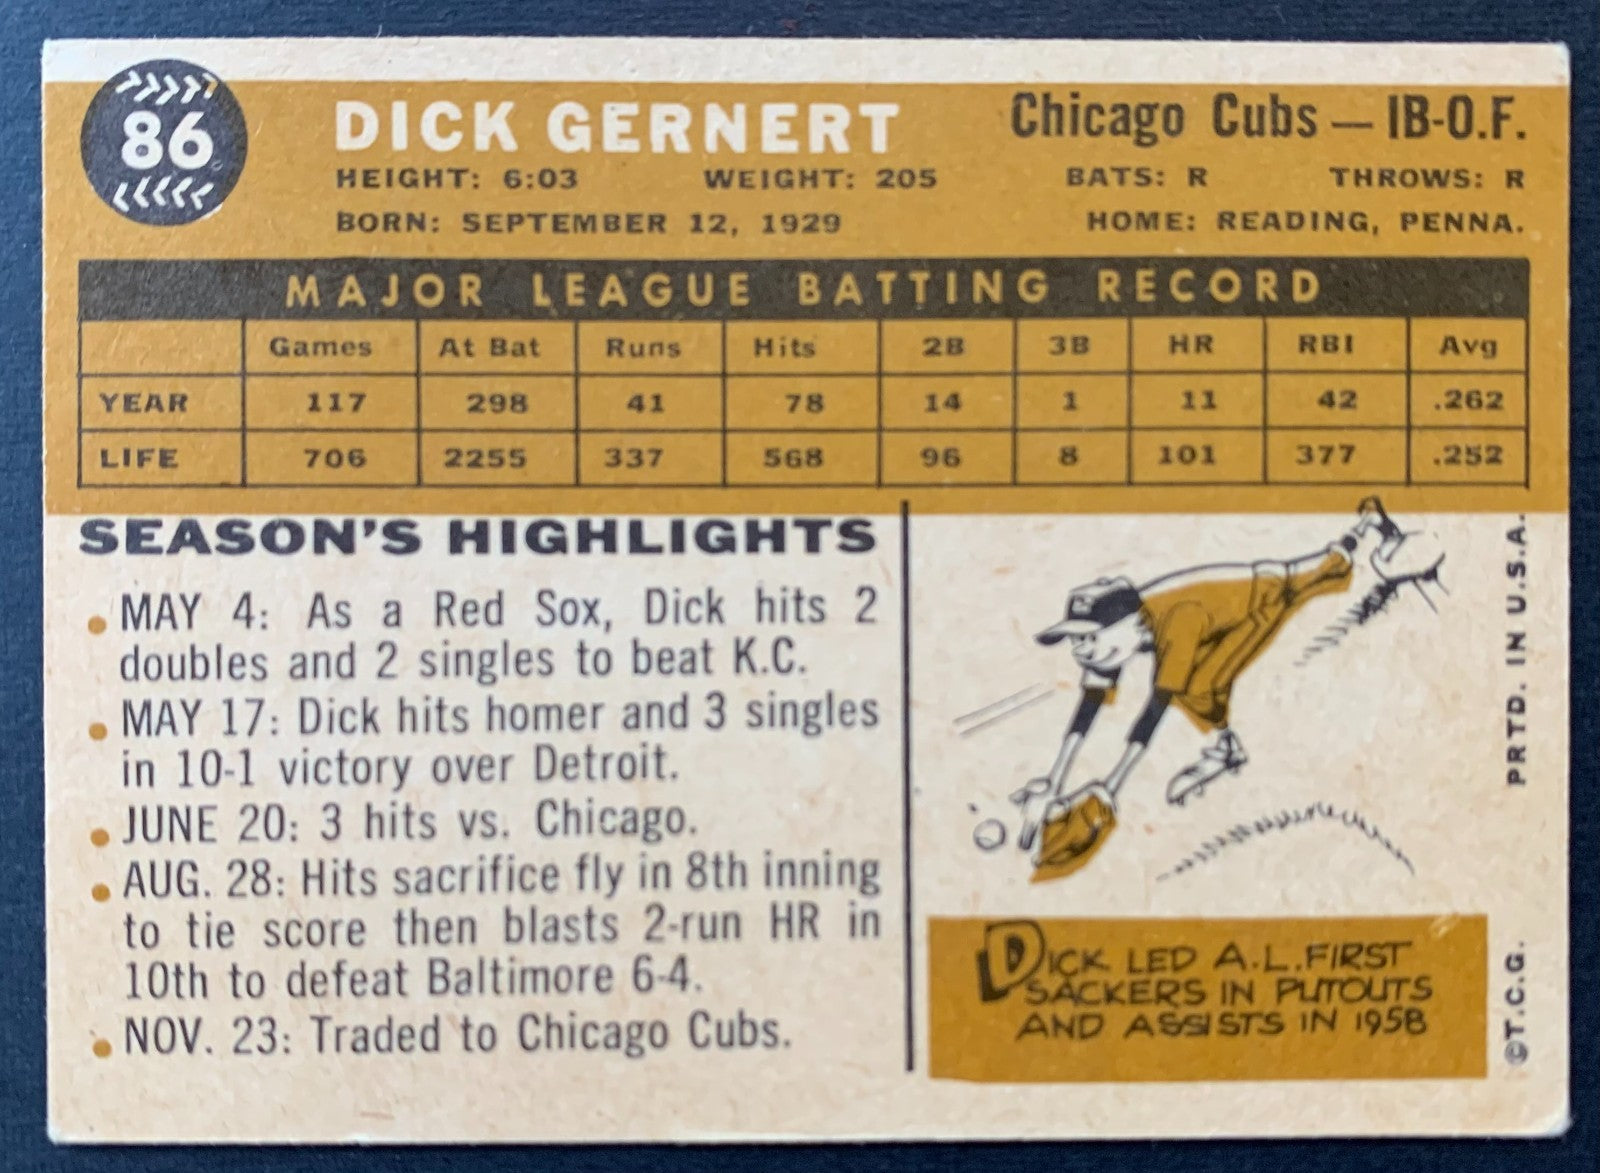 86
DICK GERNERT
Chicago Cubs — IB-O.F.
HEIGHT: 6:03 WEIGHT: 205 BATS: R THROWS: R
BORN: SEPTEMBER 12, 1929 HOME: READING, PENNA.
MAJOR LEAGUE BATTING RECORD
Games At Bat Runs Hits 2B 3B HR RBI Avg
YEAR 117 298 41 78 14 1 11 42 .262
LIFE 706 2255 337 568 96 8 101 377 .252
SEASON'S HIGHLIGHTS
MAY 4: As a Red Sox, Dick hits 2
doubles and 2 singles to beat K.C.
MAY 17: Dick hits homer and 3 singles
in 10-1 victory over Detroit.
JUNE 20: 3 hits vs. Chicago.
AUG. 28: Hits sacrifice fly in 8th inning
to tie score then blasts 2-run HR in
10th to defeat Baltimore 6-4.
NOV. 23: Traded to Chicago Cubs.
DICK LED A.L. FIRST
SACKERS IN PUTOUTS
AND ASSISTS IN 1958
©T.C.G. PRTD. IN U.S.A.